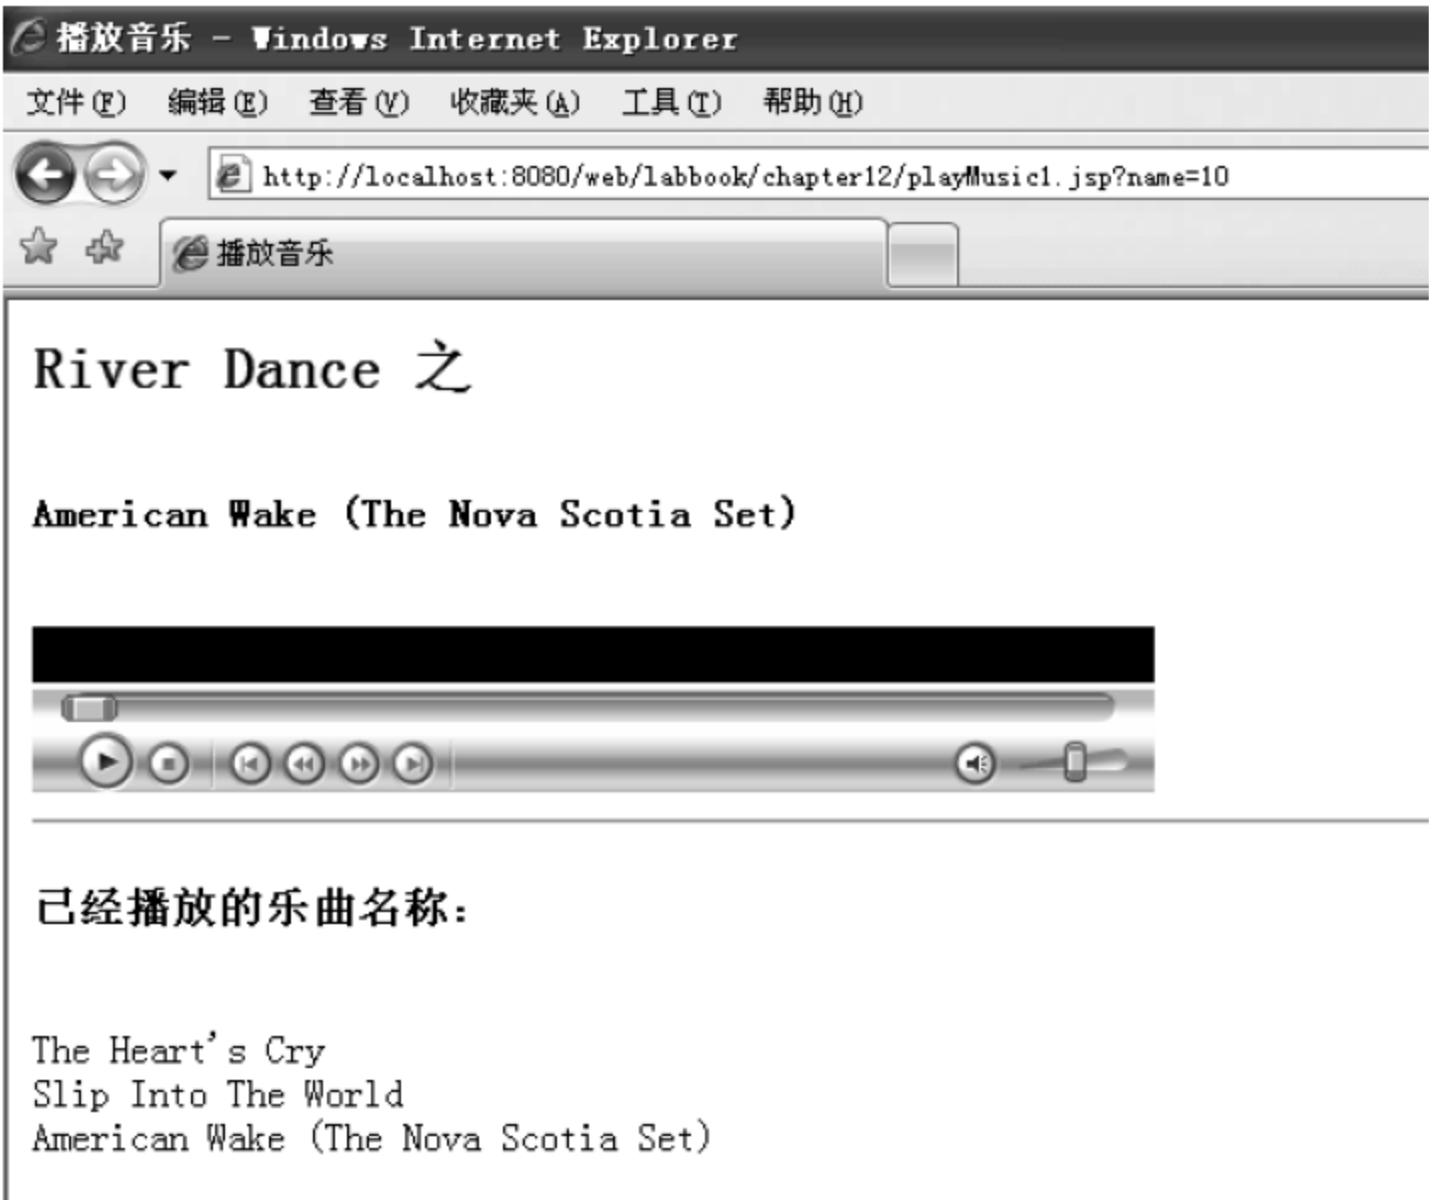 播放音乐 - Windows Internet Explorer
文件(F) 编辑(E) 查看(V) 收藏夹(A) 工具(T) 帮助(H)
http://localhost:8080/web/labbook/chapter12/playMusic1.jsp?name=10
播放音乐
River Dance 之
American Wake (The Nova Scotia Set)
已经播放的乐曲名称:
The Heart's Cry
Slip Into The World
American Wake (The Nova Scotia Set)